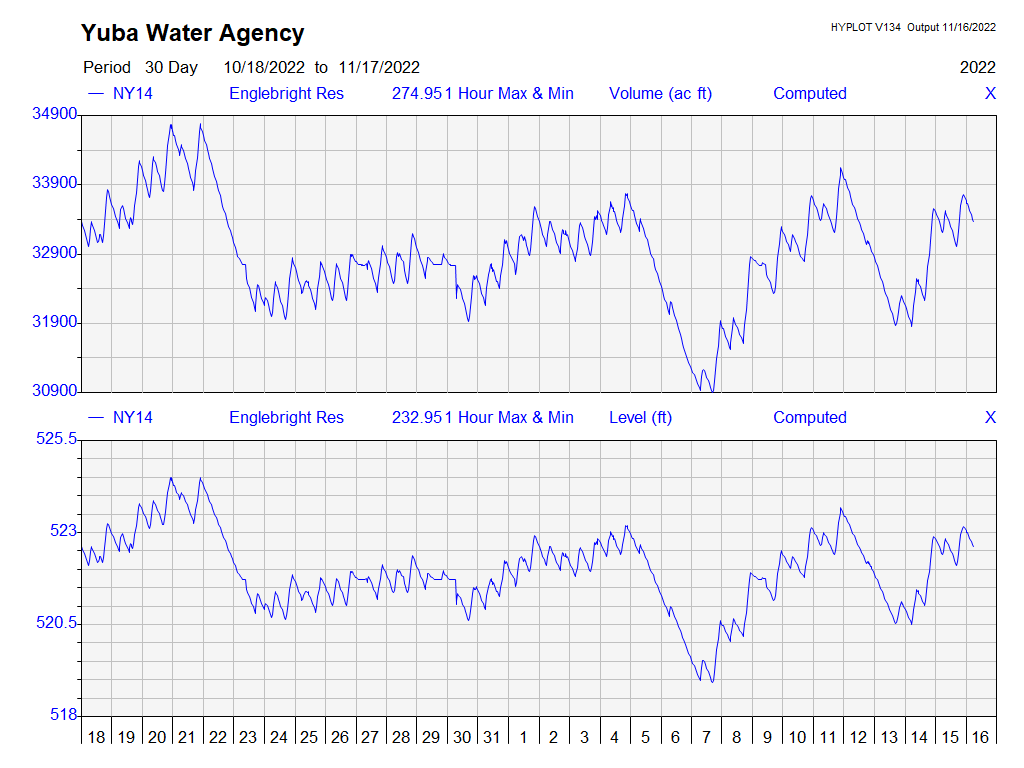 Yuba Water Agency
HYPLOT V134 Output 11/16/2022
Period 30 Day 10/18/2022 to 11/17/2022 2022
NY14 Englebright Res 274.95 1 Hour Max & Min Volume (ac ft) Computed X
34900
33900
32900
31900
30900
NY14 Englebright Res 232.95 1 Hour Max & Min Level (ft) Computed X
525.5
523
520.5
518
18 19 20 21 22 23 24 25 26 27 28 29 30 31 1 2 3 4 5 6 7 8 9 10 11 12 13 14 15 16